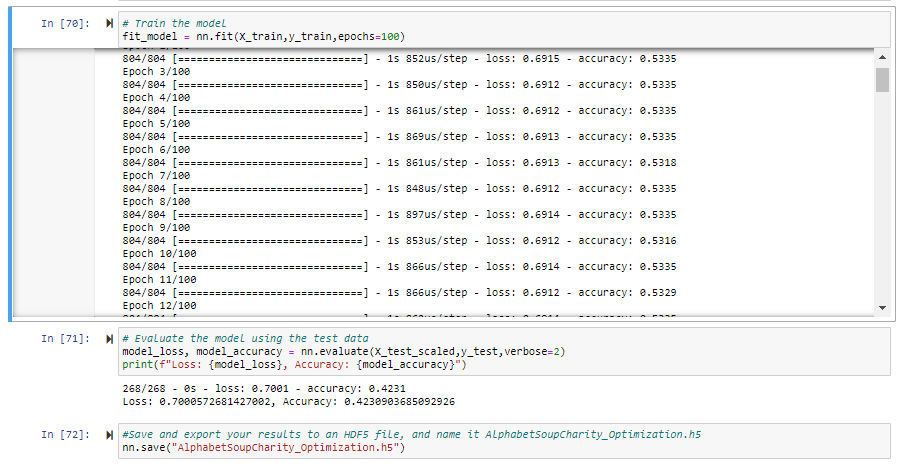 In [70]:
# Train the model
fit_model = nn.fit(X_train,y_train,epochs=100)
804/804 [==============================] - 1s 852us/step - loss: 0.6915 - accuracy: 0.5335
Epoch 3/100
804/804 [==============================] - 1s 850us/step - loss: 0.6912 - accuracy: 0.5335
Epoch 4/100
804/804 [==============================] - 1s 861us/step - loss: 0.6912 - accuracy: 0.5335
Epoch 5/100
804/804 [==============================] - 1s 869us/step - loss: 0.6913 - accuracy: 0.5335
Epoch 6/100
804/804 [==============================] - 1s 861us/step - loss: 0.6913 - accuracy: 0.5318
Epoch 7/100
804/804 [==============================] - 1s 848us/step - loss: 0.6912 - accuracy: 0.5335
Epoch 8/100
804/804 [==============================] - 1s 897us/step - loss: 0.6914 - accuracy: 0.5335
Epoch 9/100
804/804 [==============================] - 1s 853us/step - loss: 0.6912 - accuracy: 0.5316
Epoch 10/100
804/804 [==============================] - 1s 866us/step - loss: 0.6914 - accuracy: 0.5335
Epoch 11/100
804/804 [==============================] - 1s 866us/step - loss: 0.6912 - accuracy: 0.5329
Epoch 12/100
In [71]:
# Evaluate the model using the test data
model_loss, model_accuracy = nn.evaluate(X_test_scaled,y_test,verbose=2)
print(f"Loss: {model_loss}, Accuracy: {model_accuracy}")
268/268 - 0s - loss: 0.7001 - accuracy: 0.4231
Loss: 0.7000572681427002, Accuracy: 0.4230903685092926
In [72]:
#Save and export your results to an HDF5 file, and name it AlphabetSoupCharity_Optimization.h5
nn.save("AlphabetSoupCharity_Optimization.h5")